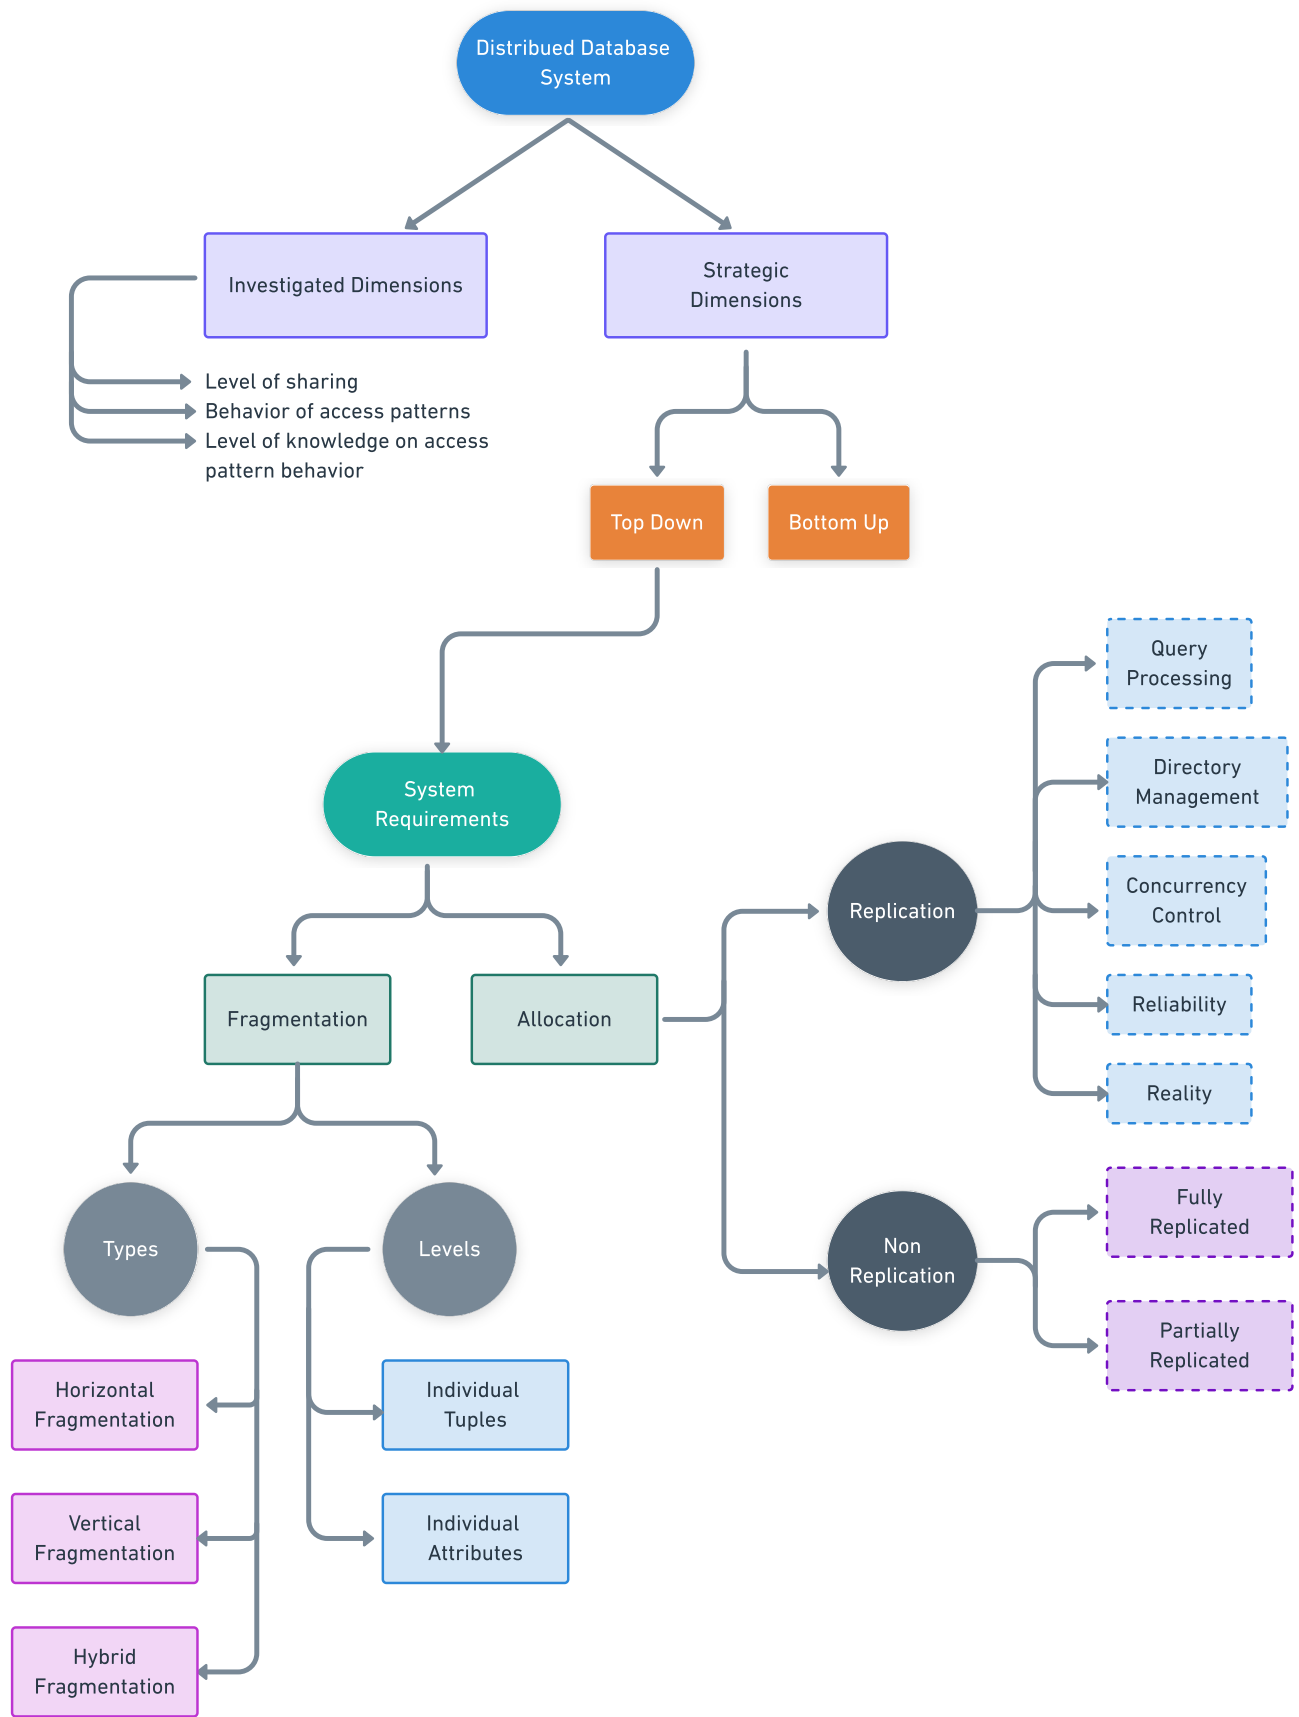 Distribued Database
System
Investigated Dimensions
Strategic
Dimensions
Level of sharing
Behavior of access patterns
Level of knowledge on access
pattern behavior
Top Down
Bottom Up
System
Requirements
Fragmentation
Allocation
Replication
Query
Processing
Directory
Management
Concurrency
Control
Reliability
Reality
Non
Replication
Fully
Replicated
Partially
Replicated
Types
Levels
Horizontal
Fragmentation
Vertical
Fragmentation
Hybrid
Fragmentation
Individual
Tuples
Individual
Attributes